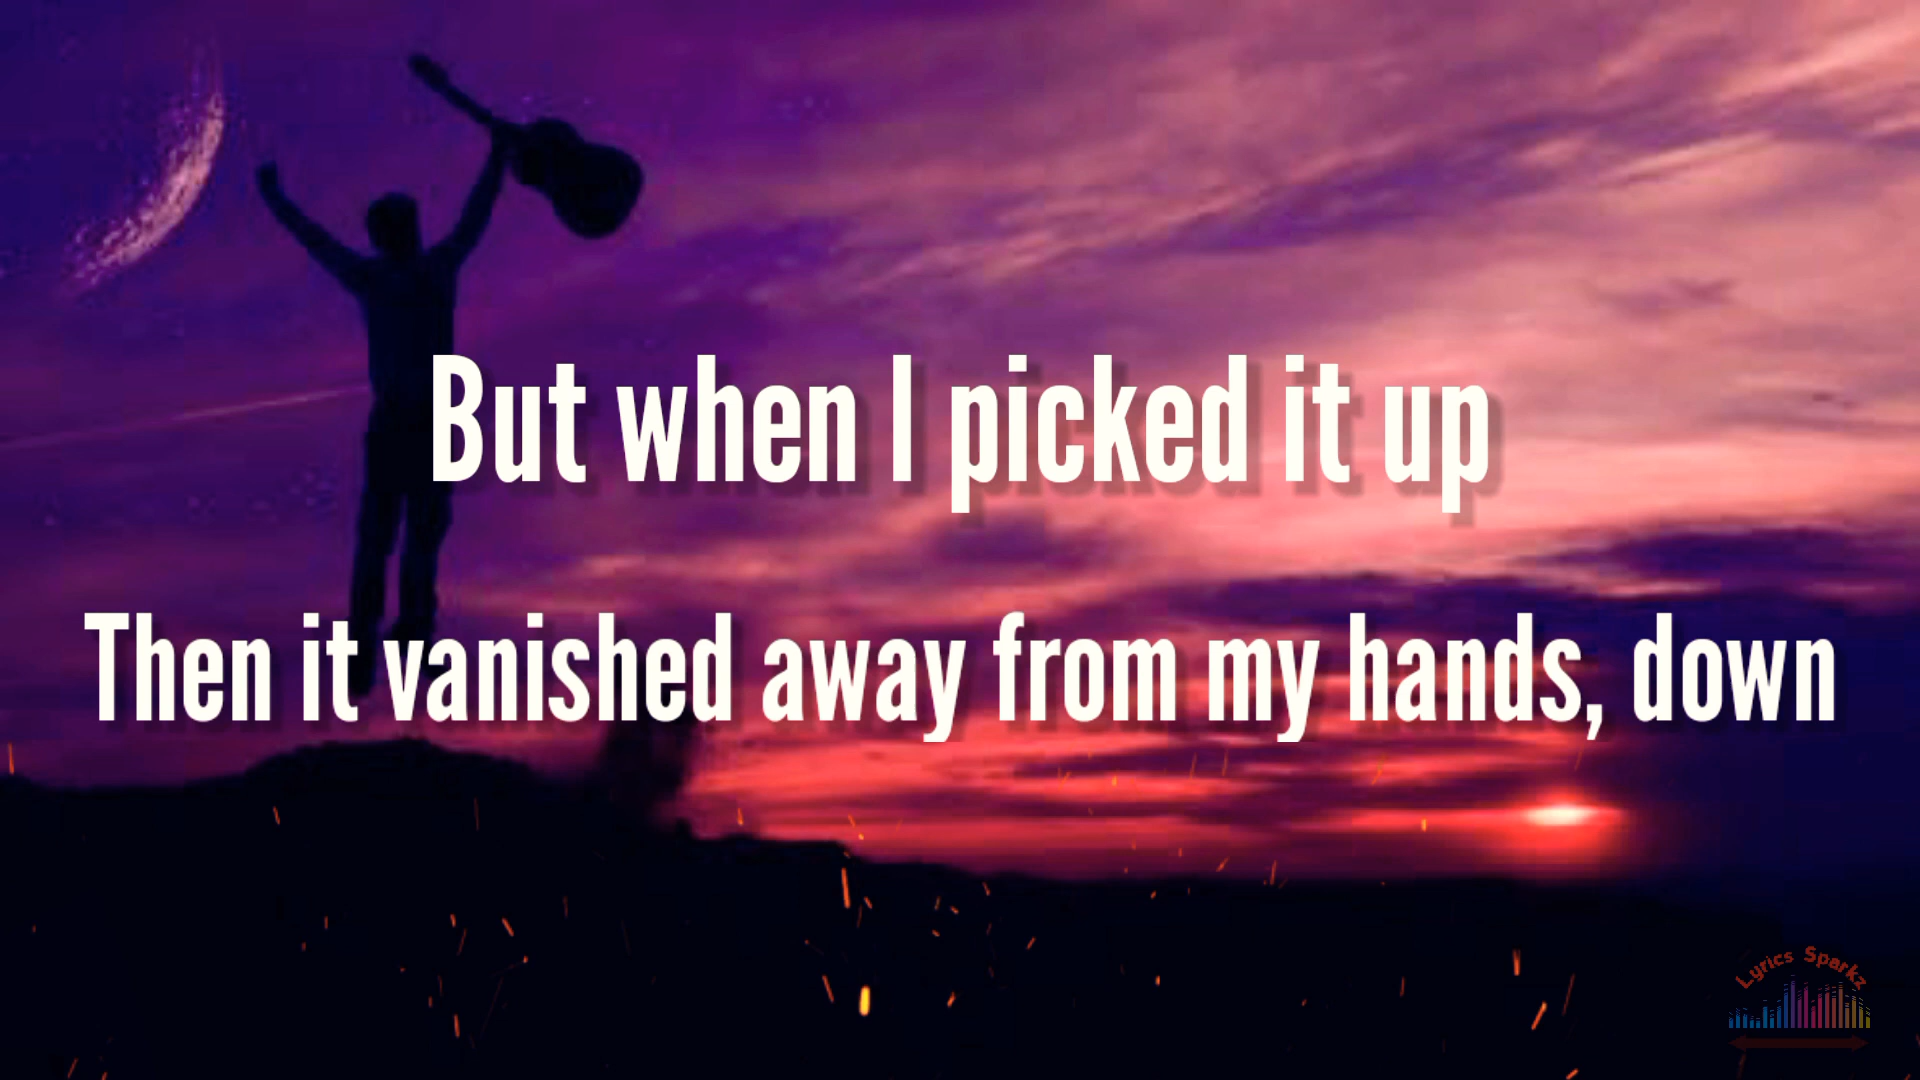 But when I picked it up
Then it vanished away from my hands, down
Lyrics Sparkz